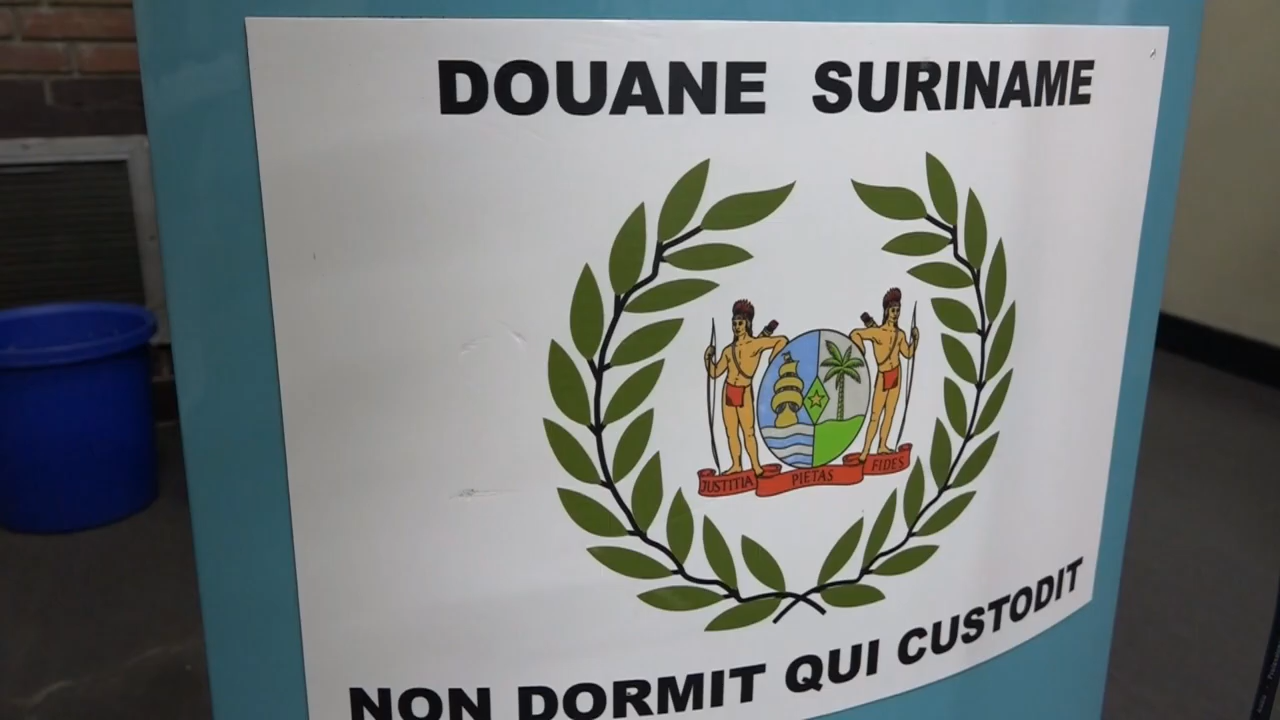 DOUANE SURINAME
JUSTITIA PIETAS FIDES
NON DORMIT QUI CUSTODIT